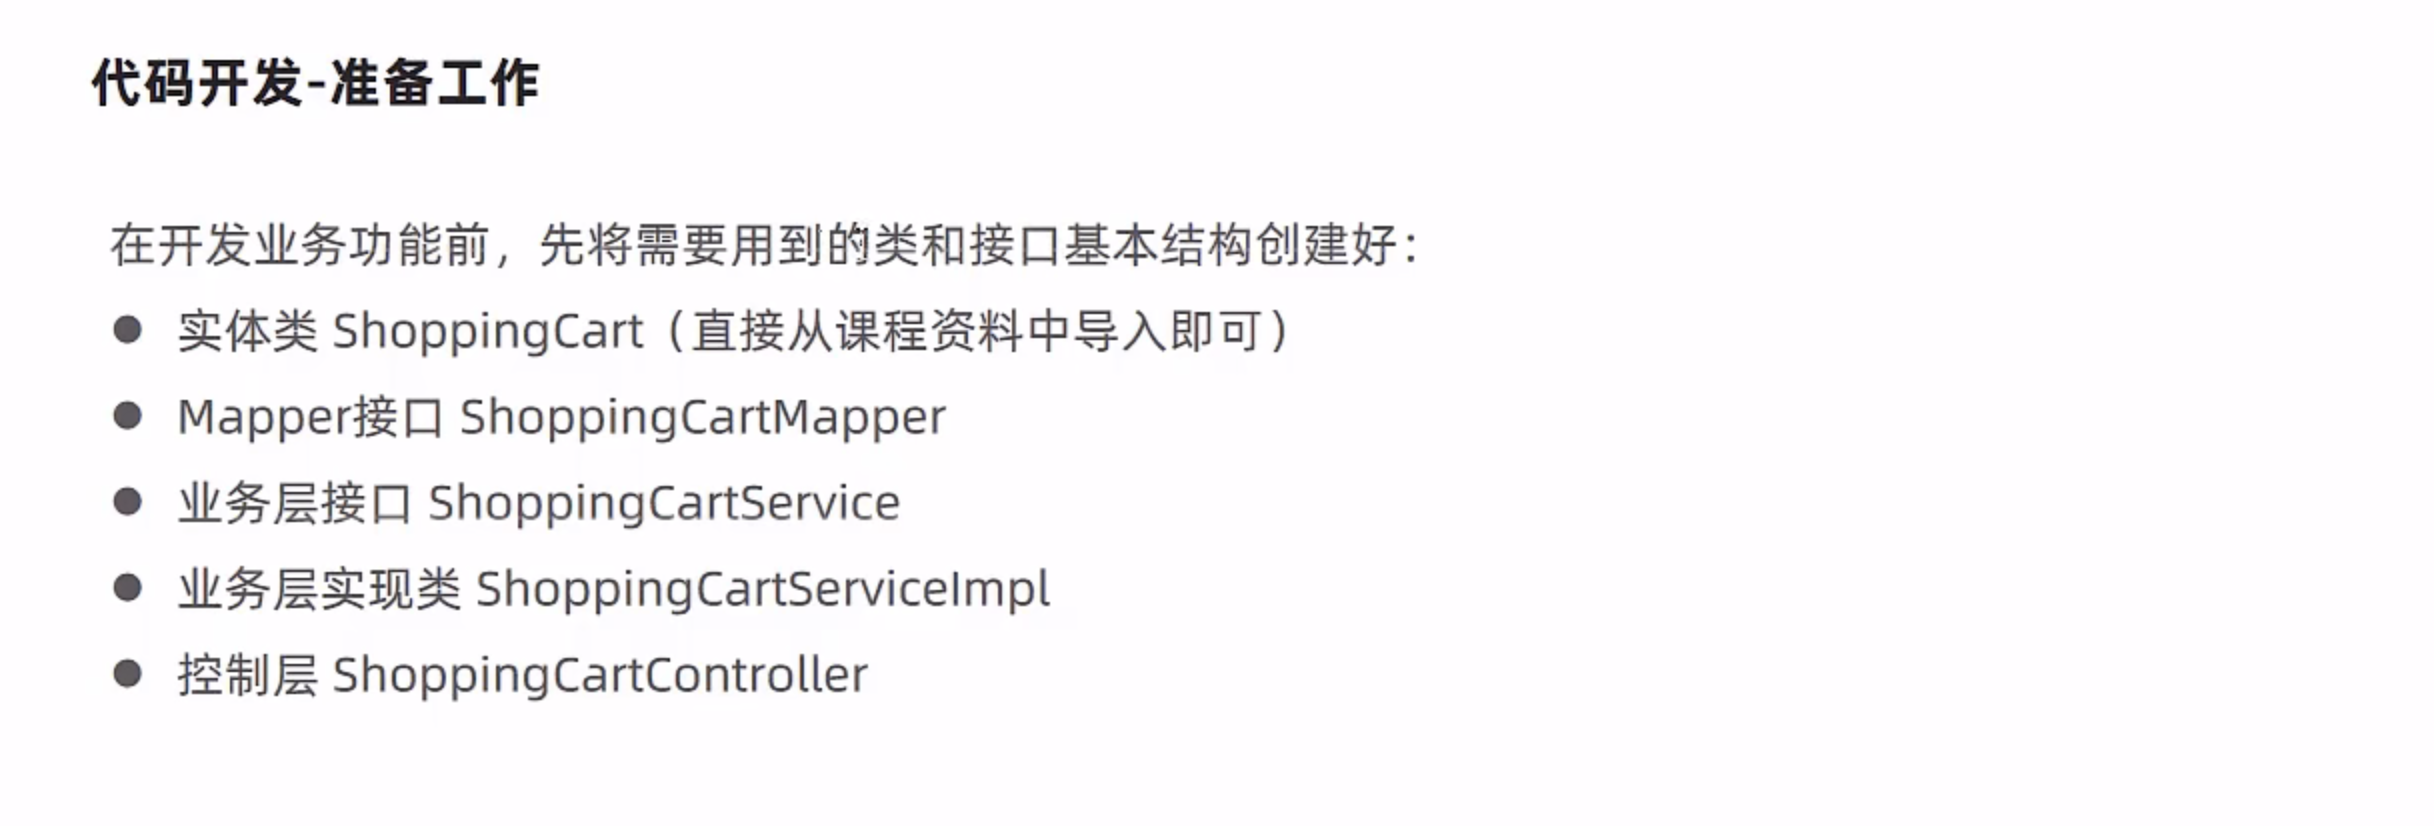 代码开发-准备工作
在开发业务功能前，先将需要用到的类和接口基本结构创建好：
● 实体类 ShoppingCart（直接从课程资料中导入即可）
● Mapper接口 ShoppingCartMapper
● 业务层接口 ShoppingCartService
● 业务层实现类 ShoppingCartServiceImpl
● 控制层 ShoppingCartController